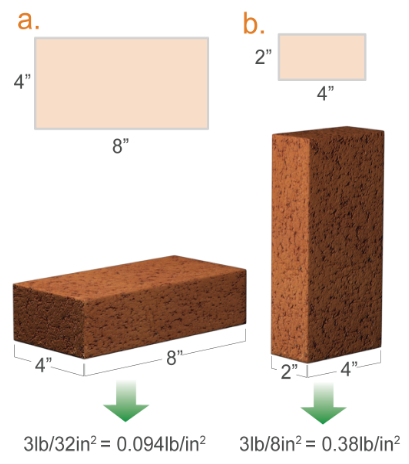 a.
4”
8”
b.
2”
4”
4”
8”
2”
4”
3lb/32in² = 0.094lb/in²
3lb/8in² = 0.38lb/in²